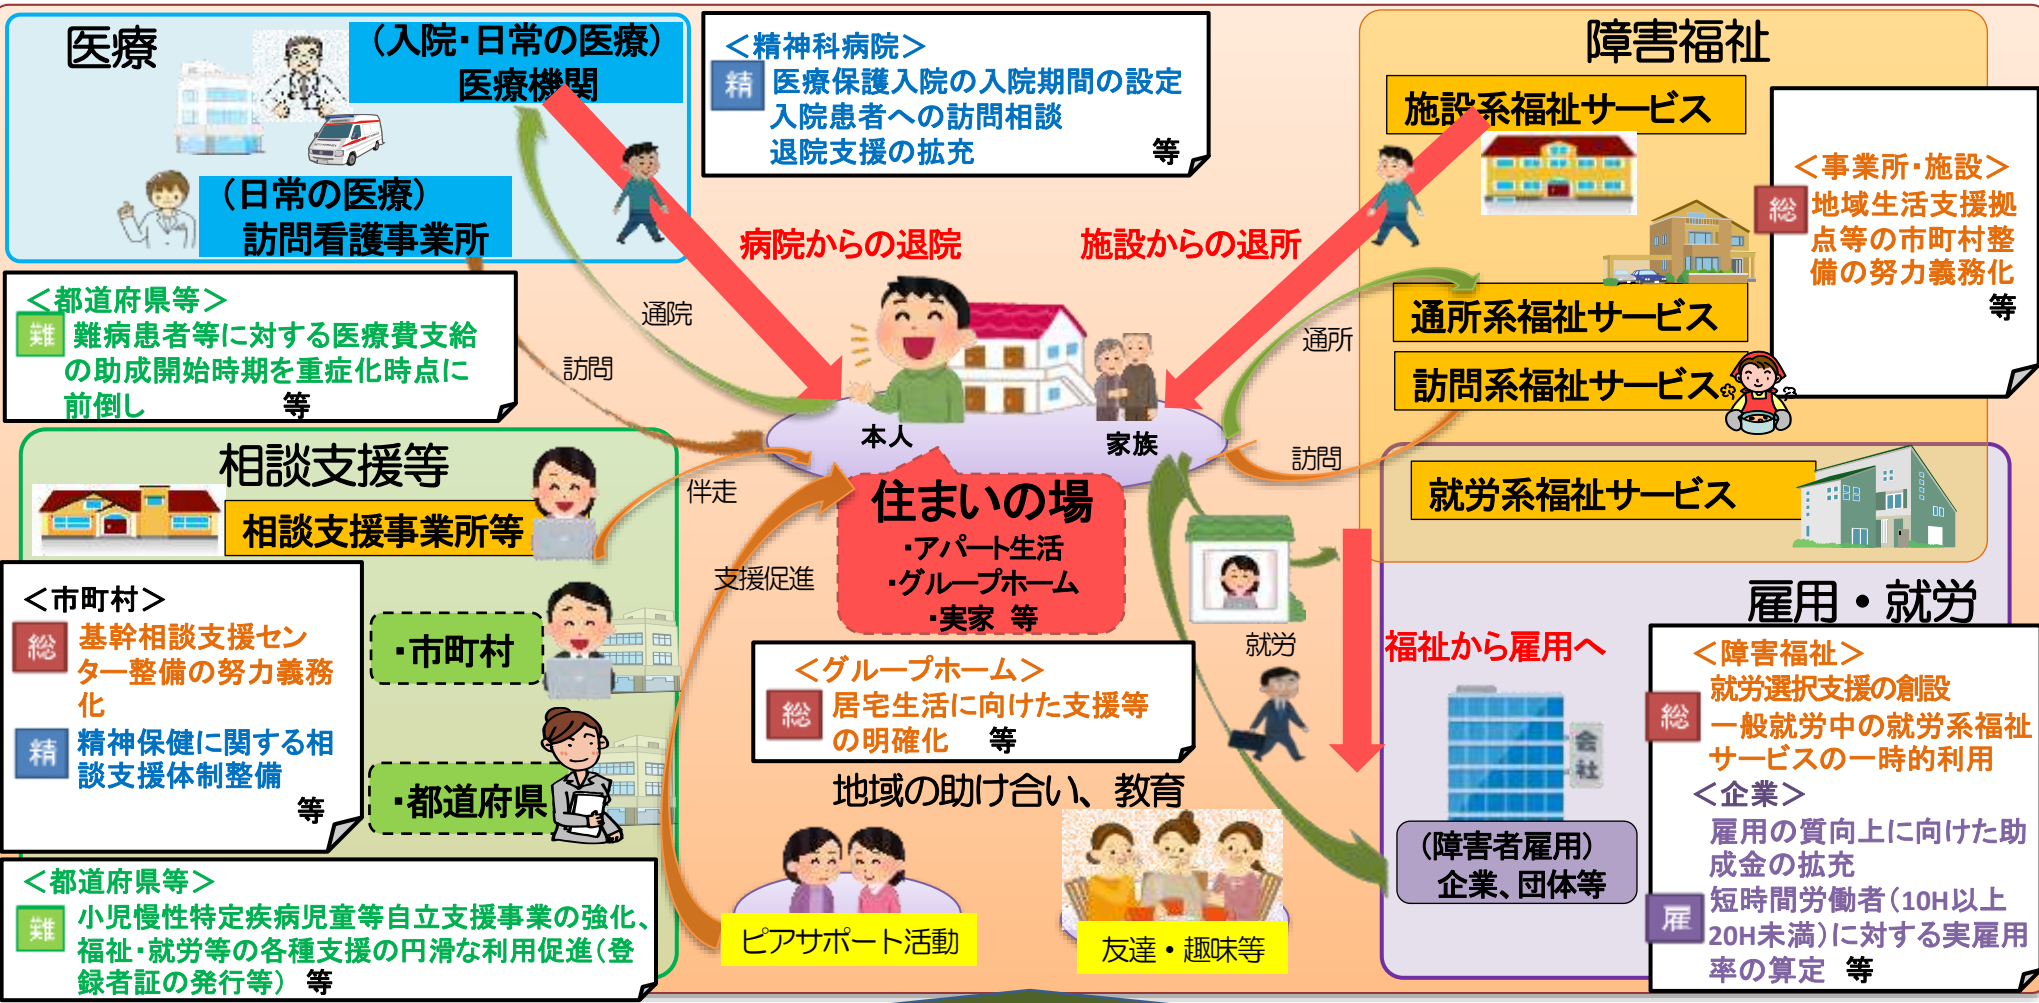 医療
（入院・日常の医療）
医療機関
（日常の医療）
訪問看護事業所
＜精神科病院＞
精 医療保護入院の入院期間の設定
入院患者への訪問相談
退院支援の拡充 等
障害福祉
施設系福祉サービス
通所系福祉サービス
訪問系福祉サービス
就労系福祉サービス
＜事業所・施設＞
総 地域生活支援拠
点等の市町村整
備の努力義務化
等
病院からの退院
施設からの退所
通院
訪問
通所
訪問
＜都道府県等＞
難 難病患者等に対する医療費支給
の助成開始時期を重症化時点に
前倒し 等
本人
家族
住まいの場
・アパート生活
・グループホーム
・実家 等
相談支援等
相談支援事業所等
伴走
支援促進
＜市町村＞
総 基幹相談支援セン
ター整備の努力義務
化
精 精神保健に関する相
談支援体制整備
等
・市町村
・都道府県
＜都道府県等＞
難 小児慢性特定疾病児童等自立支援事業の強化、
福祉・就労等の各種支援の円滑な利用促進（登
録者証の発行等） 等
＜グループホーム＞
総 居宅生活に向けた支援等
の明確化 等
地域の助け合い、教育
ピアサポート活動
友達・趣味等
就労
福祉から雇用へ
雇用・就労
会社
（障害者雇用）
企業、団体等
＜障害福祉＞
就労選択支援の創設
総 一般就労中の就労系福祉
サービスの一時的利用
＜企業＞
雇用の質向上に向けた助
成金の拡充
雇 短時間労働者（10H以上
20H未満）に対する実雇用
率の算定 等